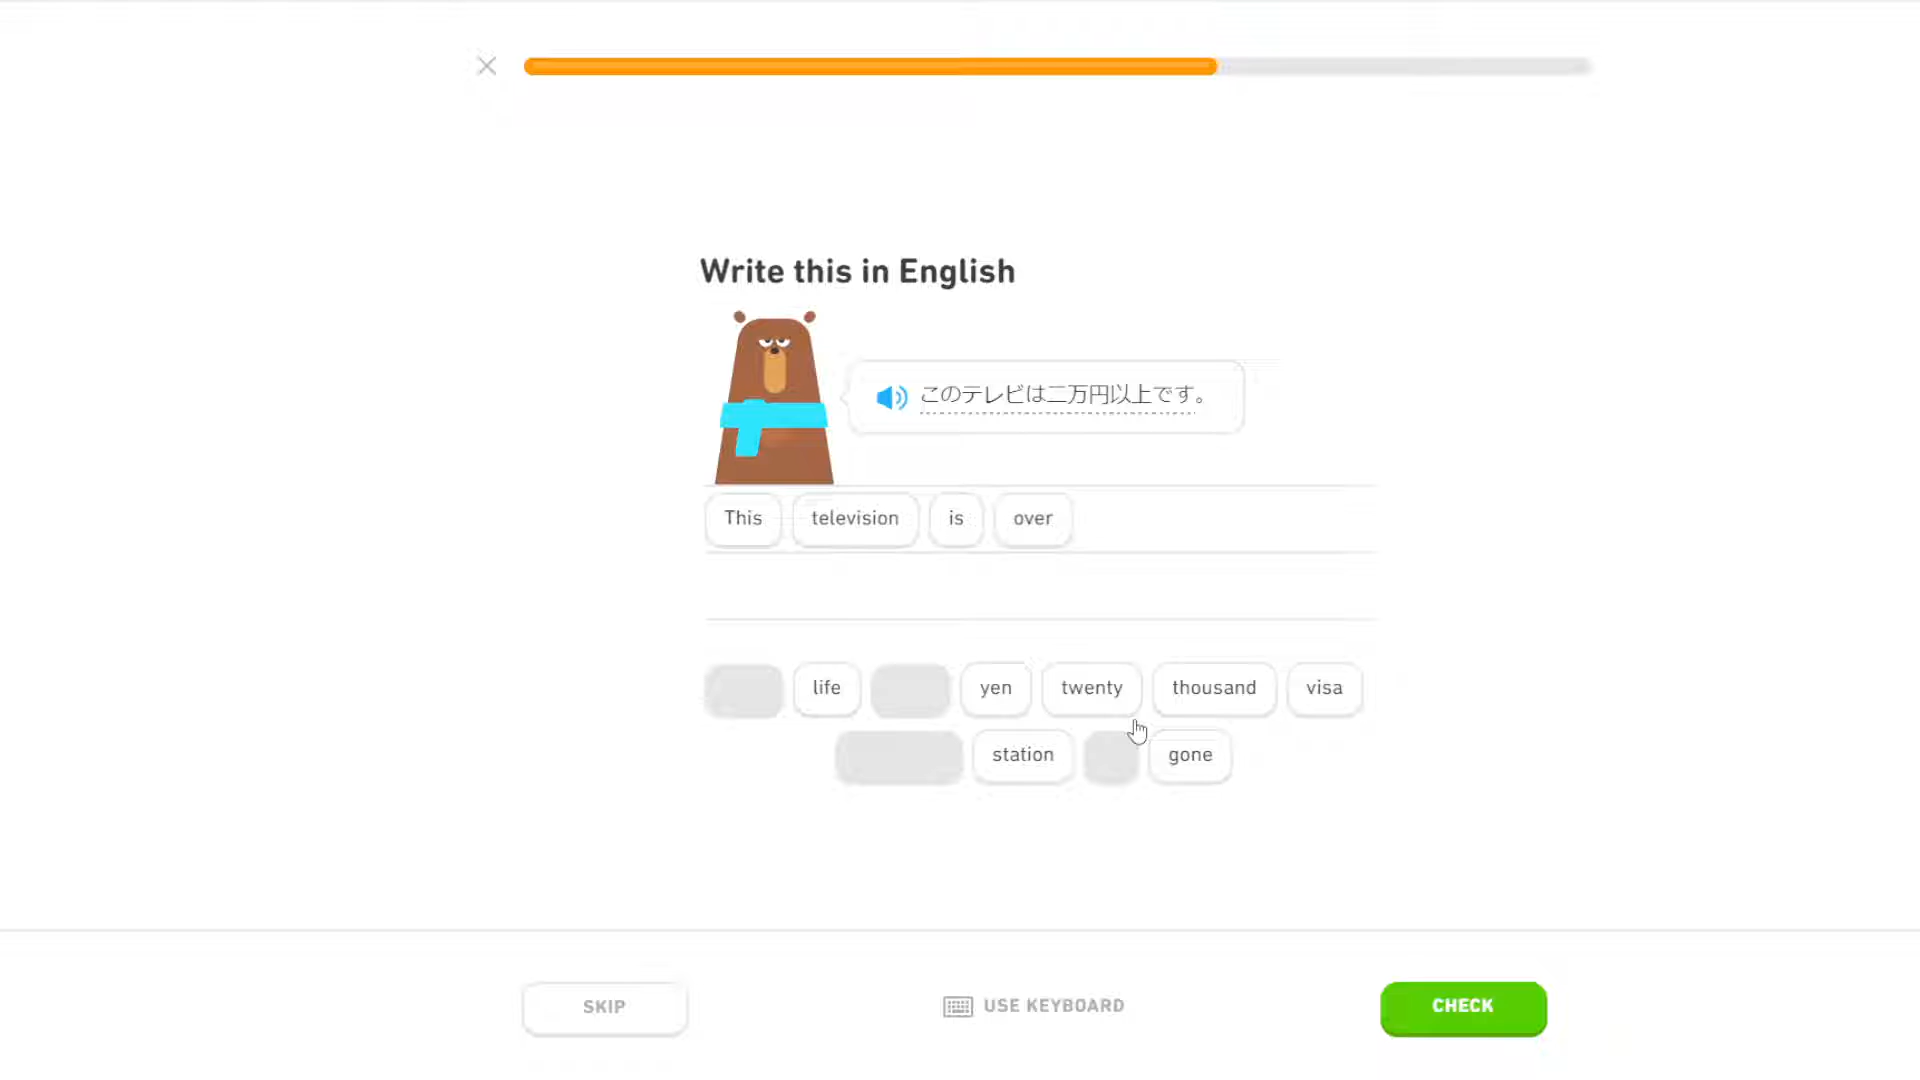 Write this in English
このテレビは二万円以上です。
This television is over
life yen twenty thousand visa
station gone
SKIP USE KEYBOARD CHECK